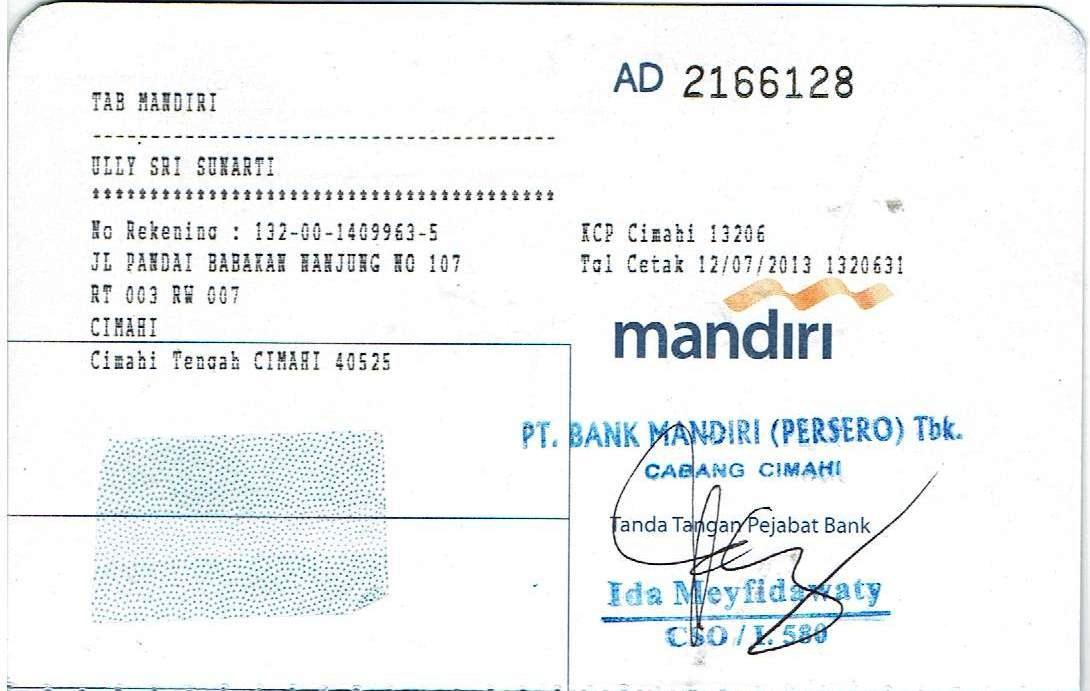 AD 2166128
TAB MANDIRI
----------------------------------------
ULLY SRI SUNARTI
****************************************
No Rekening : 132-00-1409963-5
JL PANDAI BABAKAN NANJUNG NO 107
RT 003 RW 007
CIMAHI
Cimahi Tengah CIMAHI 40525
KCP Cimahi 13206
Tgl Cetak 12/07/2013 1320631
mandırı
PT. BANK MANDIRI (PERSERO) Tbk.
CABANG CIMAHI
Tanda Tangan Pejabat Bank
Ida Meyfidawaty
CSO / I. 580